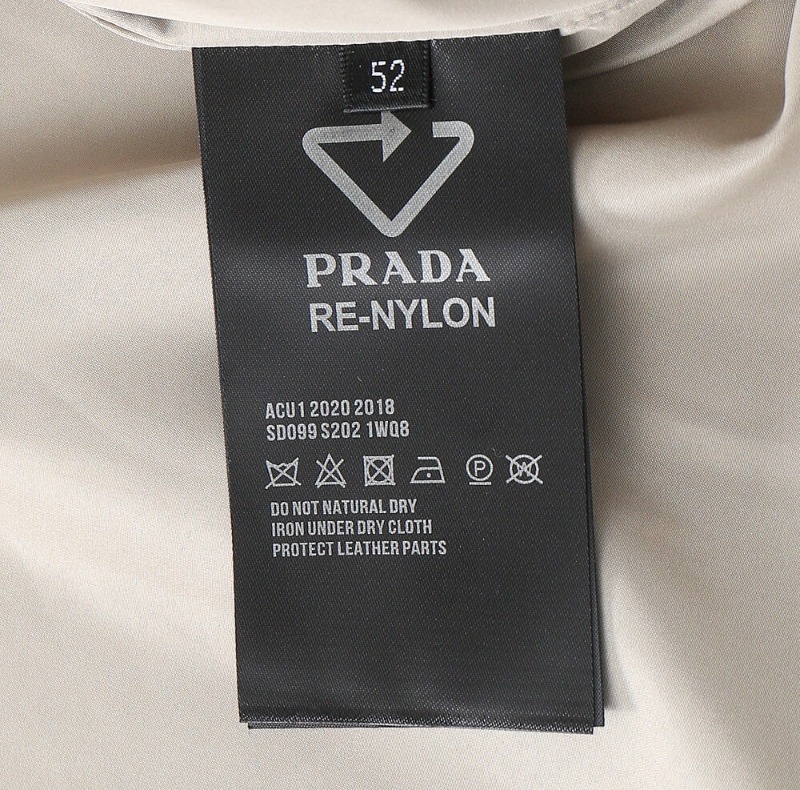 52
PRADA
RE-NYLON
ACU1 2020 2018
SD099 S202 1WQ8
P W
DO NOT NATURAL DRY
IRON UNDER DRY CLOTH
PROTECT LEATHER PARTS